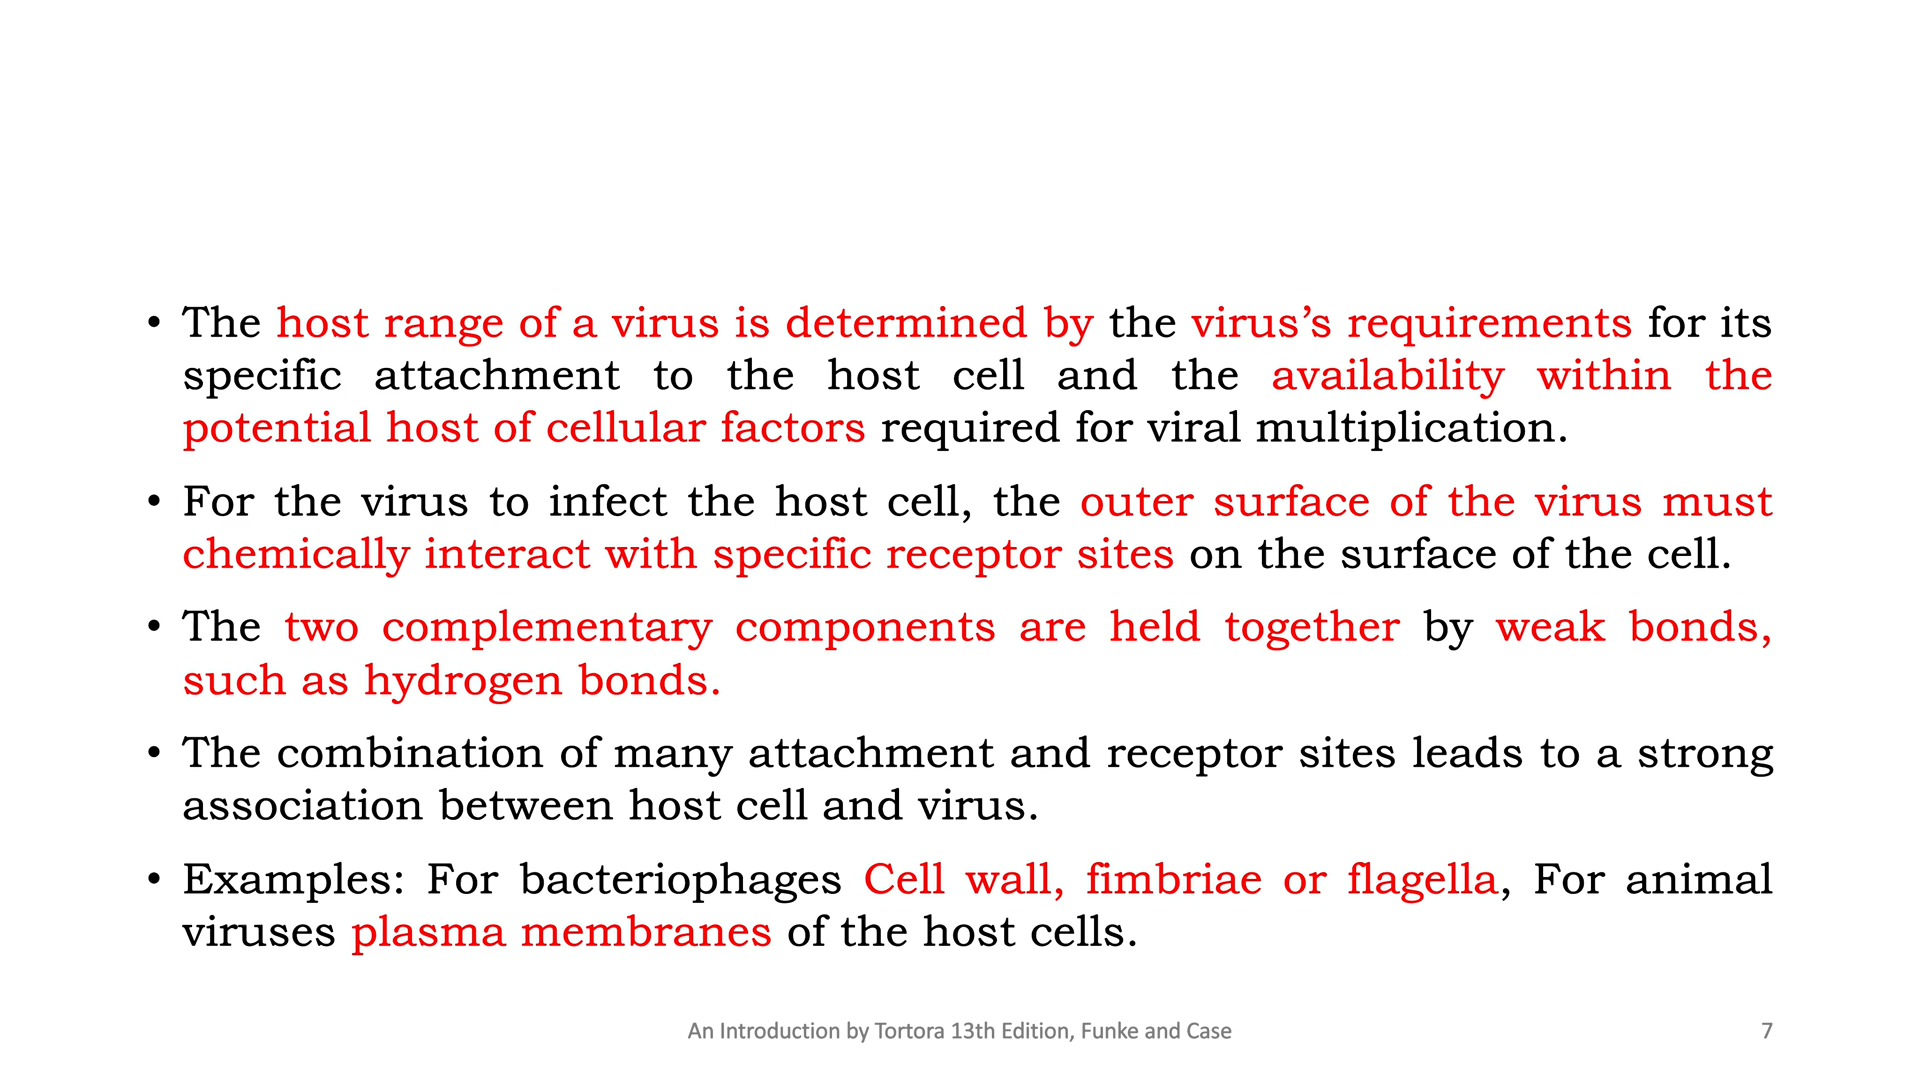 • The host range of a virus is determined by the virus’s requirements for its
specific attachment to the host cell and the availability within the
potential host of cellular factors required for viral multiplication.
• For the virus to infect the host cell, the outer surface of the virus must
chemically interact with specific receptor sites on the surface of the cell.
• The two complementary components are held together by weak bonds,
such as hydrogen bonds.
• The combination of many attachment and receptor sites leads to a strong
association between host cell and virus.
• Examples: For bacteriophages Cell wall, fimbriae or flagella, For animal
viruses plasma membranes of the host cells.
An Introduction by Tortora 13th Edition, Funke and Case
7